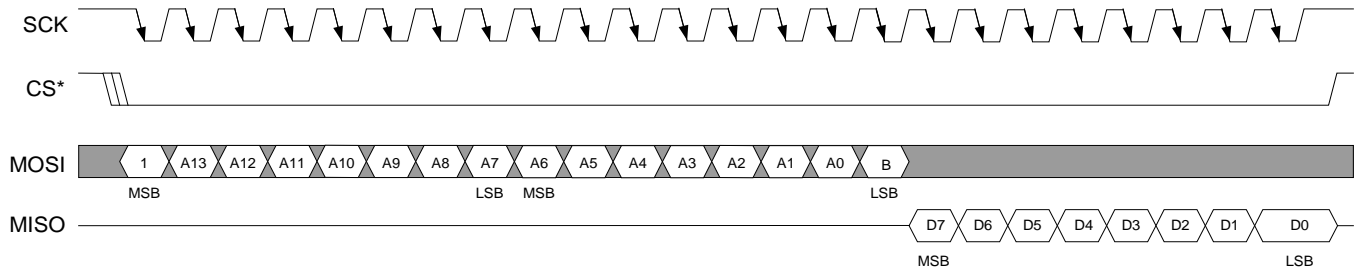 SCK
CS*
MOSI 1 A13 A12 A11 A10 A9 A8 A7 A6 A5 A4 A3 A2 A1 A0 B
MSB LSB MSB LSB
MISO D7 D6 D5 D4 D3 D2 D1 D0
MSB LSB